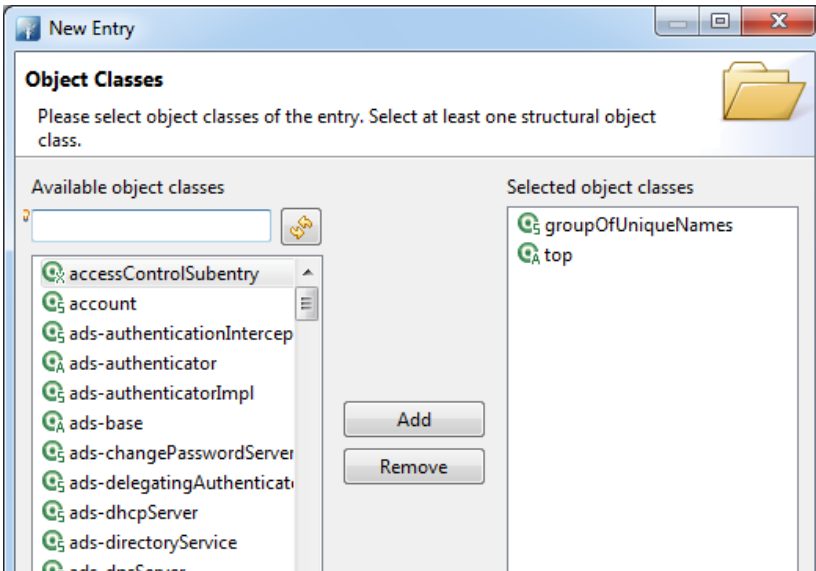 New Entry
Object Classes
Please select object classes of the entry. Select at least one structural object
class.
Available object classes
accessControlSubentry
account
ads-authenticationIntercep
ads-authenticator
ads-authenticatorImpl
ads-base
ads-changePasswordServer
ads-delegatingAuthenticat
ads-dhcpServer
ads-directoryService
ads-dnsServer
Add
Remove
Selected object classes
groupOfUniqueNames
top